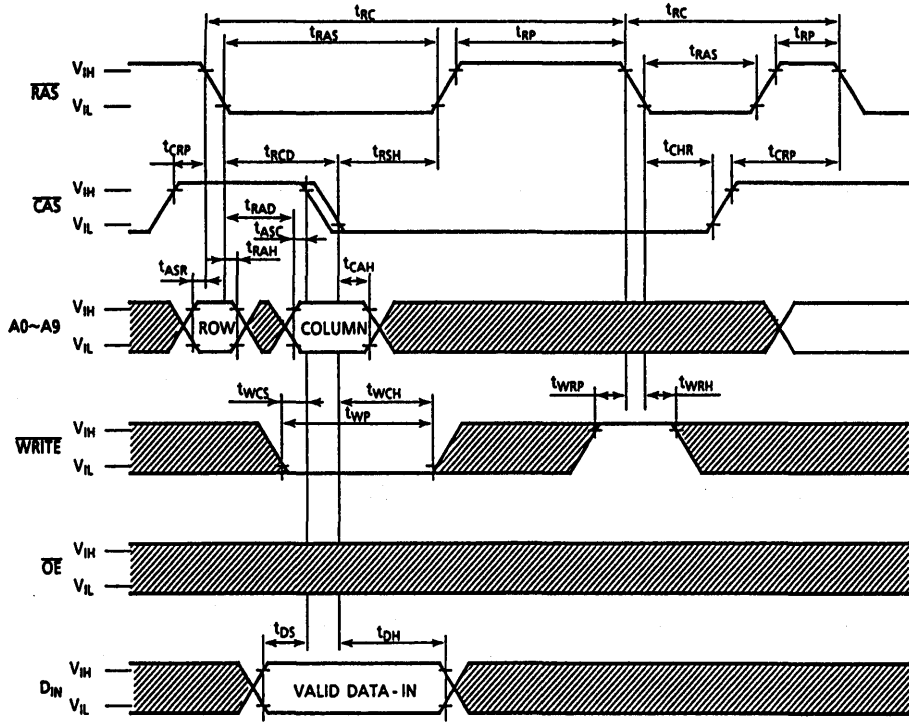 tRC tRC
tRAS tRP tRAS tRP
RAS VIH
VIL
tCRP tRCD tRSH tCHR tCRP
CAS VIH
VIL
tRAD
tASC
tRAH
tASR tCAH
A0~A9 VIH
VIL
ROW COLUMN
tWCS tWCH tWRP tWRH
tWP
WRITE VIH
VIL
OE VIH
VIL
tDS tDH
DIN VIH
VIL
VALID DATA-IN